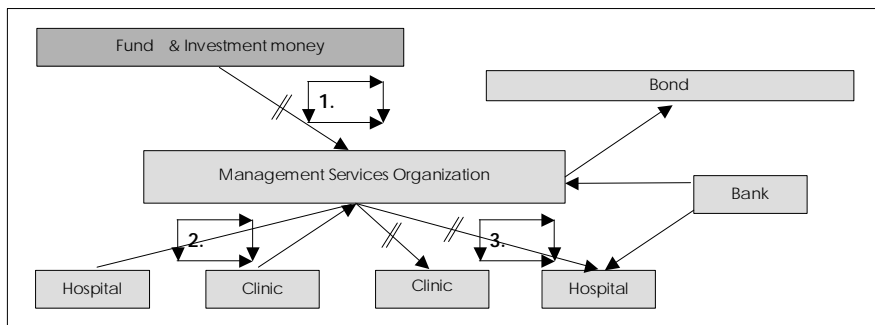 Fund & Investment money
1.
Bond
Management Services Organization
Bank
2.
3.
Hospital
Clinic
Clinic
Hospital